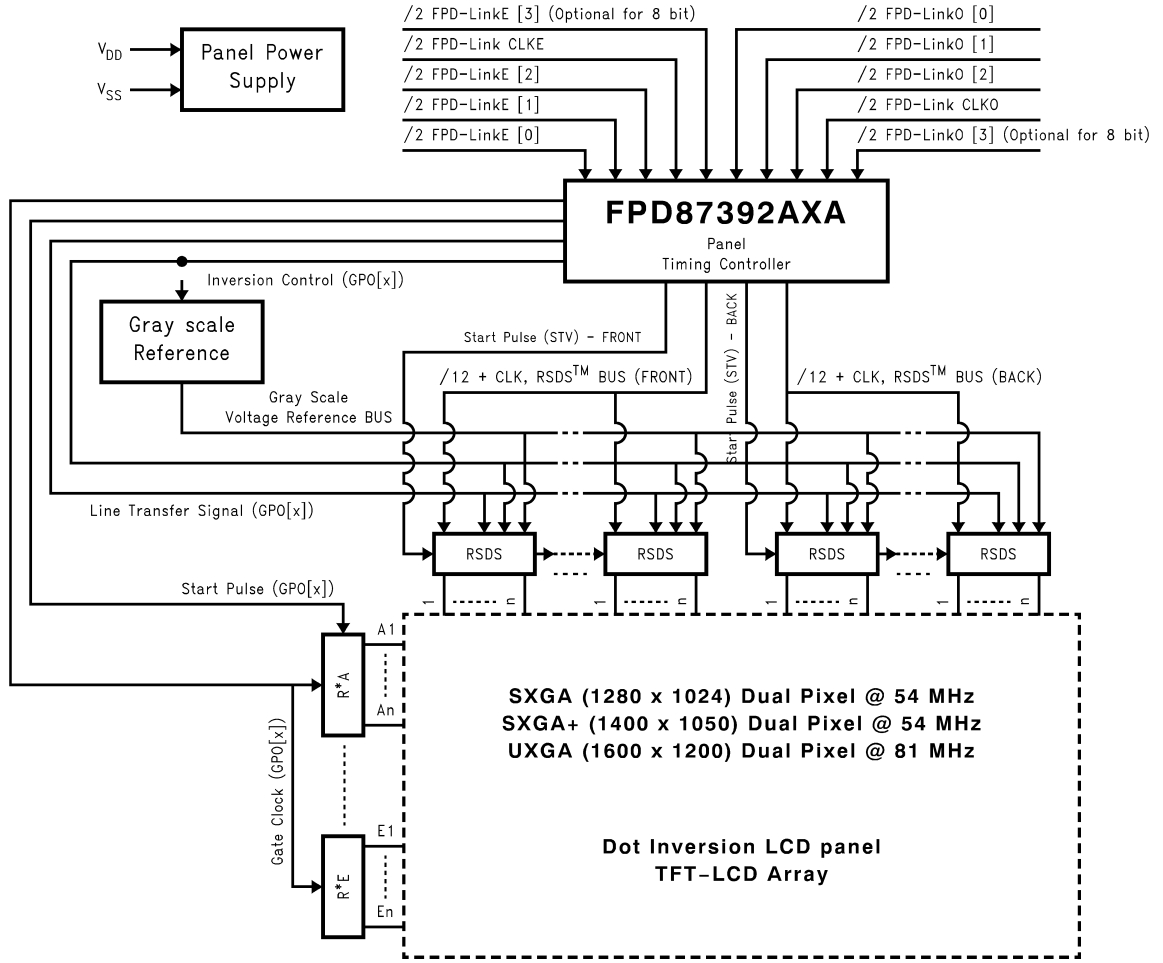 /2 FPD-LinkE [3] (Optional for 8 bit)
/2 FPD-Link CLKE
/2 FPD-LinkE [2]
/2 FPD-LinkE [1]
/2 FPD-LinkE [0]
/2 FPD-LinkO [0]
/2 FPD-LinkO [1]
/2 FPD-LinkO [2]
/2 FPD-Link CLKO
/2 FPD-LinkO [3] (Optional for 8 bit)
VDD
VSS
Panel Power
Supply
FPD87392AXA
Panel
Timing Controller
Inversion Control (GPO[x])
Gray scale
Reference
Start Pulse (STV) - FRONT
Start Pulse (STV) - BACK
/12 + CLK, RSDS™ BUS (FRONT)
/12 + CLK, RSDS™ BUS (BACK)
Gray Scale
Voltage Reference BUS
Line Transfer Signal (GPO[x])
RSDS
RSDS
RSDS
RSDS
1 n
1 n
1 n
1 n
Start Pulse (GPO[x])
A1
R*A
An
Gate Clock (GPO[x])
E1
R*E
En
SXGA (1280 x 1024) Dual Pixel @ 54 MHz
SXGA+ (1400 x 1050) Dual Pixel @ 54 MHz
UXGA (1600 x 1200) Dual Pixel @ 81 MHz
Dot Inversion LCD panel
TFT-LCD Array